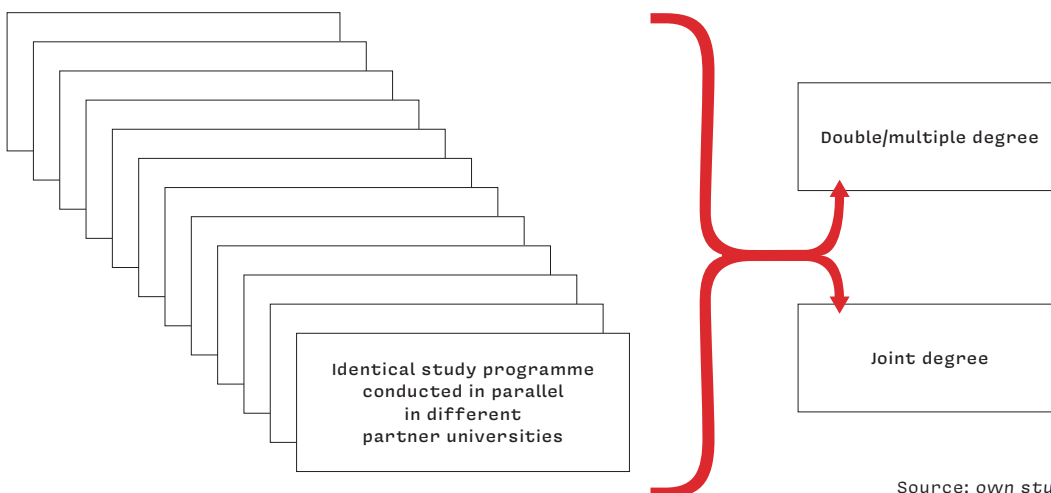 Double/multiple degree
Identical study programme
conducted in parallel
in different
partner universities
Joint degree
Source: own